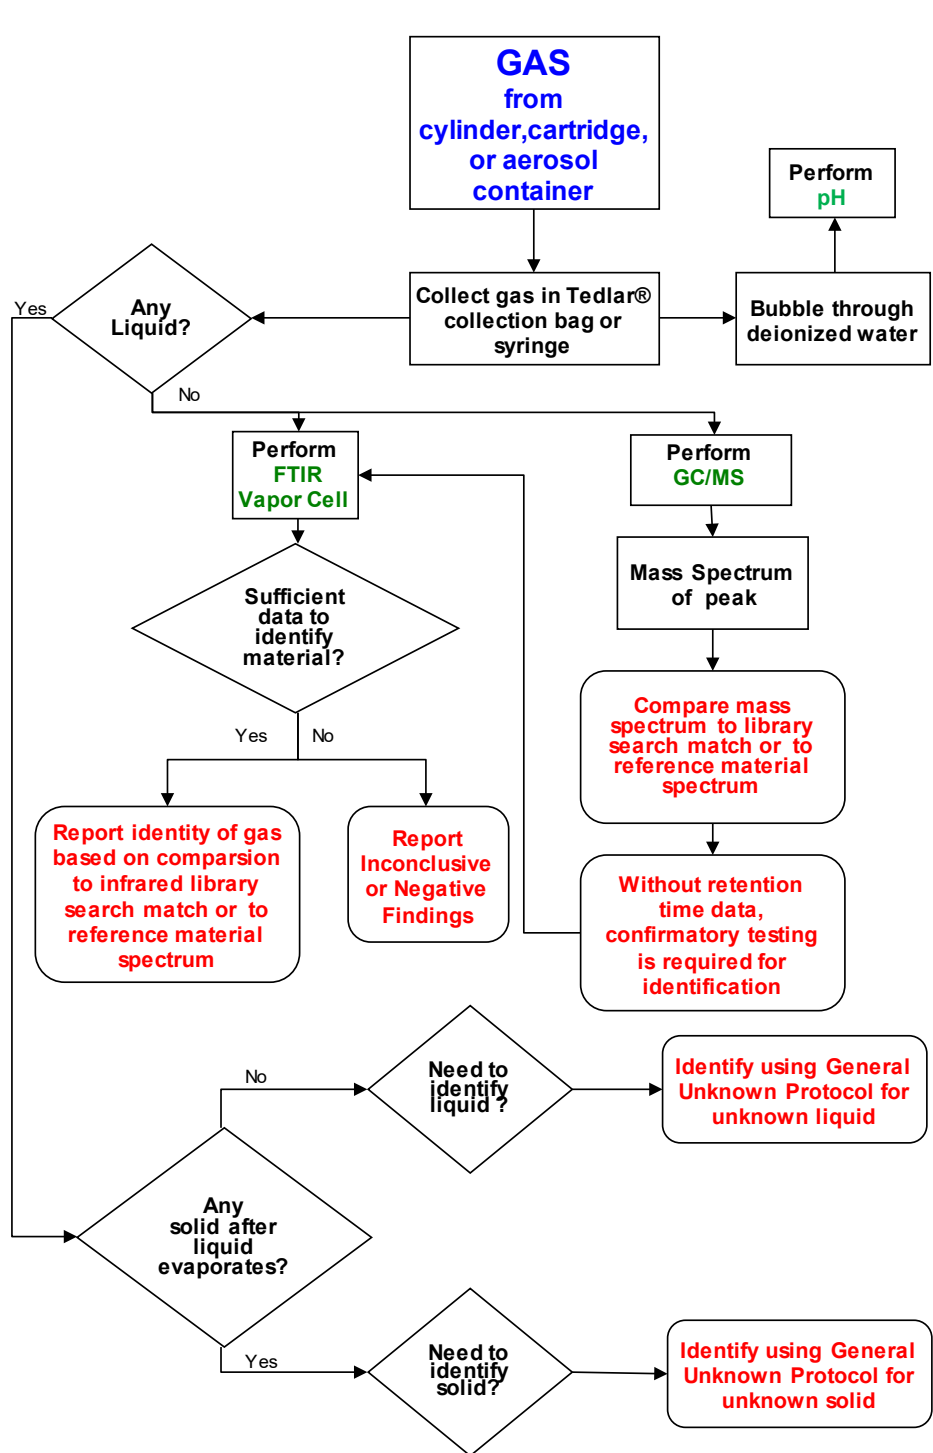 GAS
from
cylinder,cartridge,
or aerosol
container
Perform
pH
Any
Liquid?
Yes
Collect gas in Tedlar®
collection bag or
syringe
Bubble through
deionized water
No
Perform
FTIR
Vapor Cell
Perform
GC/MS
Sufficient
data to
identify
material?
Mass Spectrum
of peak
Yes
No
Compare mass
spectrum to library
search match or to
reference material
spectrum
Report identity of gas
based on comparsion
to infrared library
search match or to
reference material
spectrum
Report
Inconclusive
or Negative
Findings
Without retention
time data,
confirmatory testing
is required for
identification
No
Need to
identify
liquid ?
Identify using General
Unknown Protocol for
unknown liquid
Any
solid after
liquid
evaporates?
Yes
Need to
identify
solid?
Identify using General
Unknown Protocol for
unknown solid